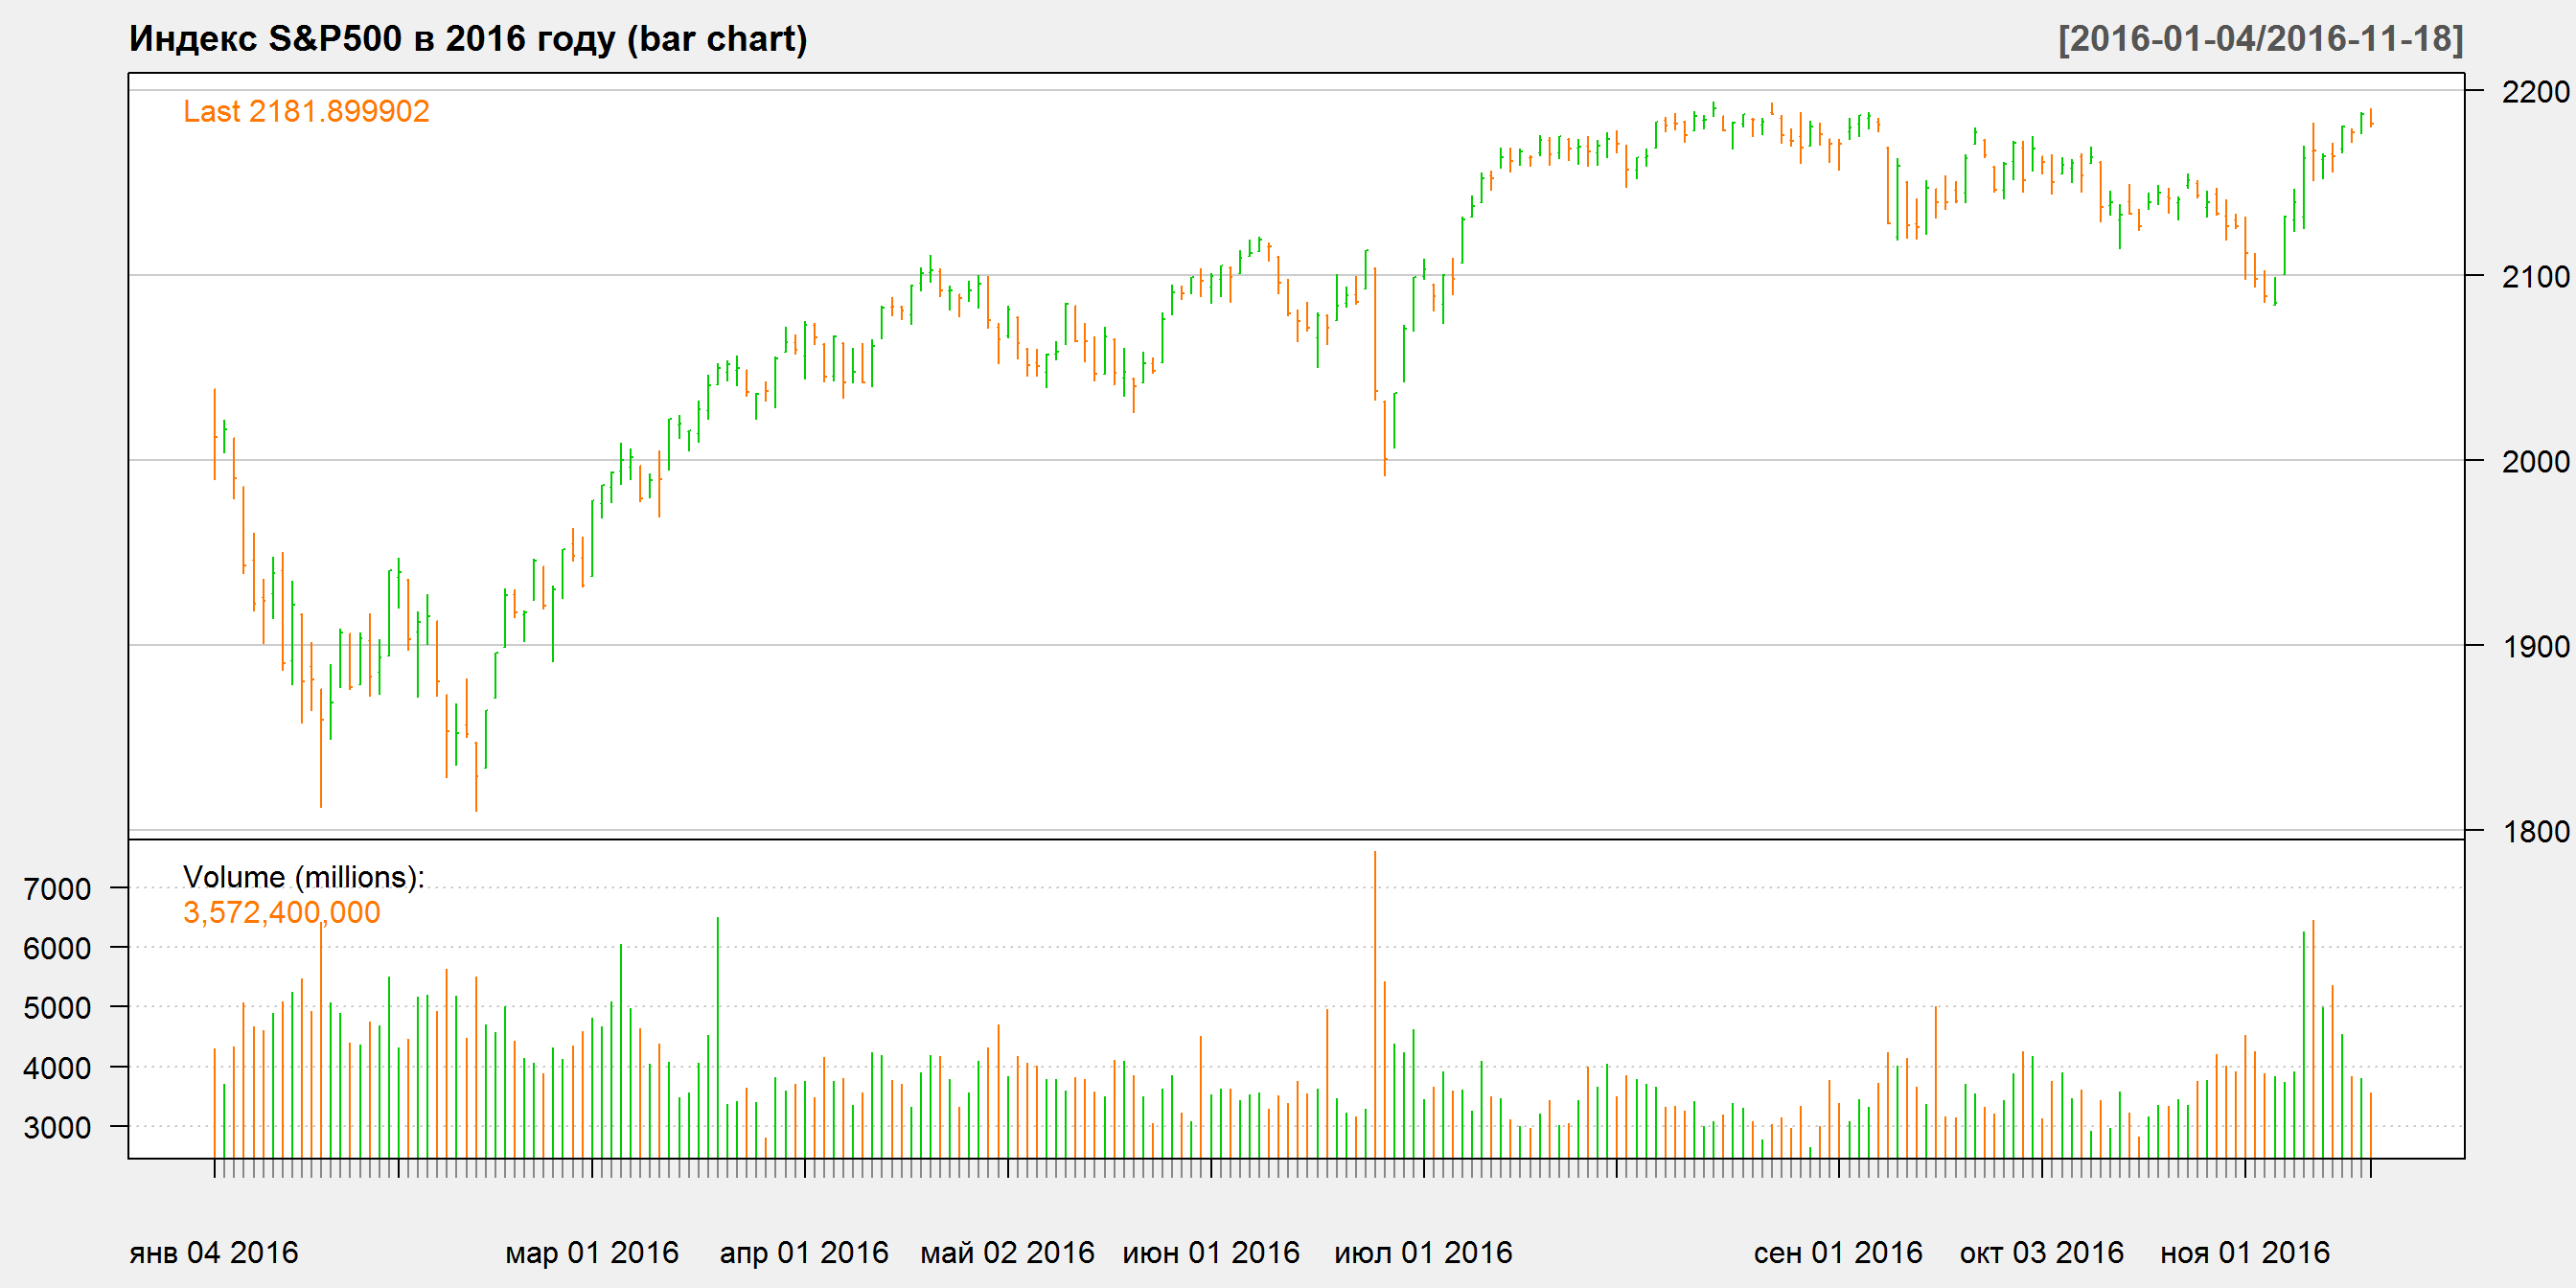 Индекс S&P500 в 2016 году (bar chart)
[2016-01-04/2016-11-18]
Last 2181.899902
2200
2100
2000
1900
1800
Volume (millions):
3,572,400,000
7000
6000
5000
4000
3000
янв 04 2016
мар 01 2016
апр 01 2016
май 02 2016
июн 01 2016
июл 01 2016
сен 01 2016
окт 03 2016
ноя 01 2016